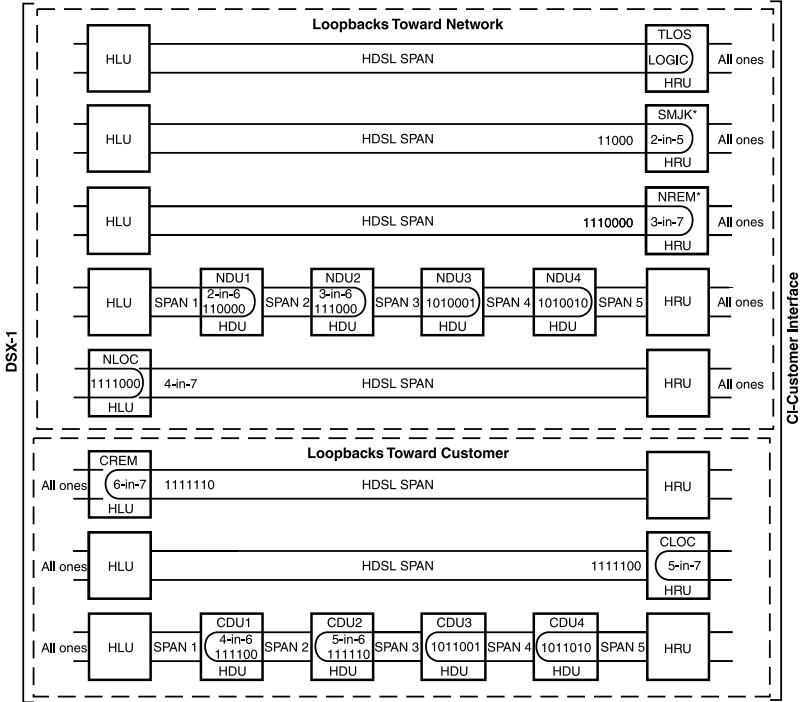 Loopbacks Toward Network
HLU HDSL SPAN TLOS LOGIC HRU All ones
HLU HDSL SPAN 11000 SMJK* 2-in-5 HRU All ones
HLU HDSL SPAN 1110000 NREM* 3-in-7 HRU All ones
NDU1 NDU2 NDU3 NDU4
HLU SPAN 1 2-in-6 110000 SPAN 2 3-in-6 111000 SPAN 3 1010001 SPAN 4 1010010 SPAN 5 HRU All ones
HDU HDU HDU HDU
NLOC
1111000 4-in-7 HDSL SPAN HRU All ones
HLU
DSX-1
CI-Customer Interface
Loopbacks Toward Customer
CREM
All ones 6-in-7 1111110 HDSL SPAN HRU
HLU
CLOC
All ones HLU HDSL SPAN 1111100 5-in-7
HRU
CDU1 CDU2 CDU3 CDU4
All ones HLU SPAN 1 4-in-6 111100 SPAN 2 5-in-6 111110 SPAN 3 1011001 SPAN 4 1011010 SPAN 5 HRU
HDU HDU HDU HDU